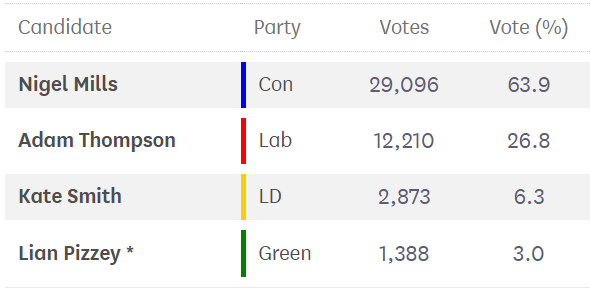 Candidate Party Votes Vote (%)
Nigel Mills Con 29,096 63.9
Adam Thompson Lab 12,210 26.8
Kate Smith LD 2,873 6.3
Lian Pizzey * Green 1,388 3.0